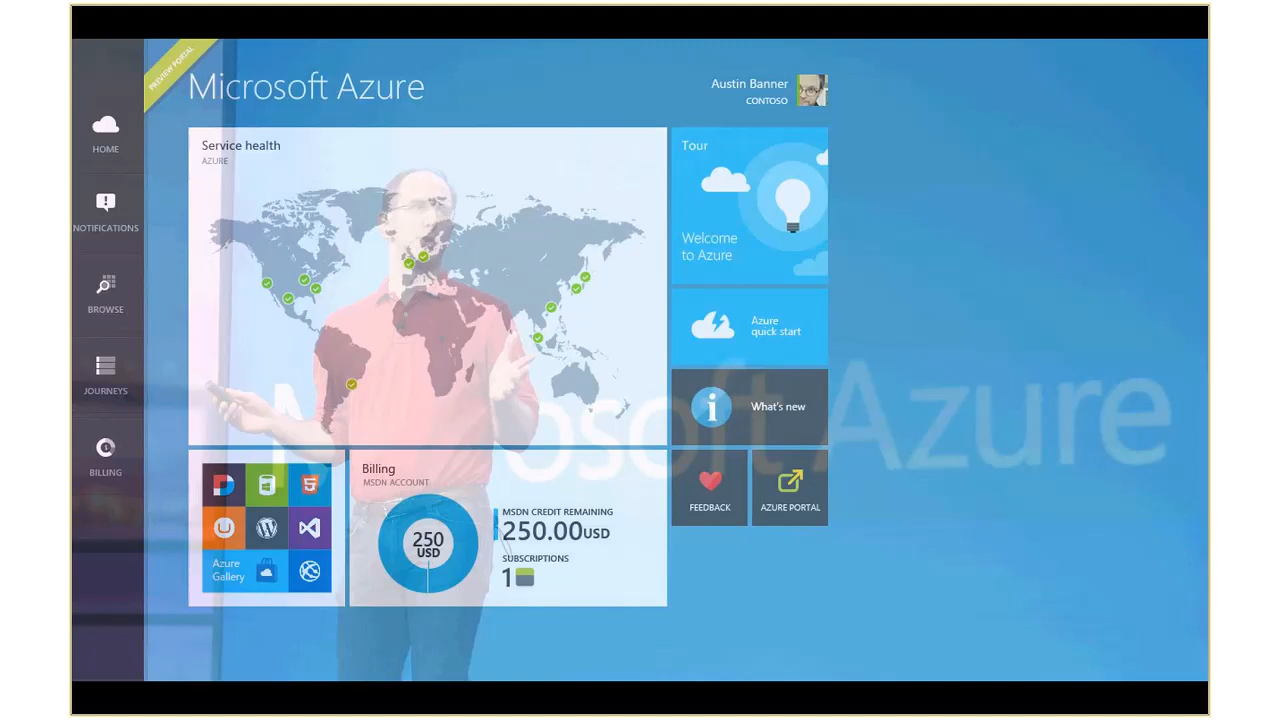 PREVIEW PORTAL
Microsoft Azure
Austin Banner
CONTOSO
HOME
NOTIFICATIONS
BROWSE
JOURNEYS
BILLING
Service health
AZURE
Tour
Welcome
to Azure
Azure
quick start
What's new
FEEDBACK
AZURE PORTAL
Azure
Gallery
Billing
MSDN ACCOUNT
250
USD
MSDN CREDIT REMAINING
250.00USD
SUBSCRIPTIONS
1
Microsoft Azure